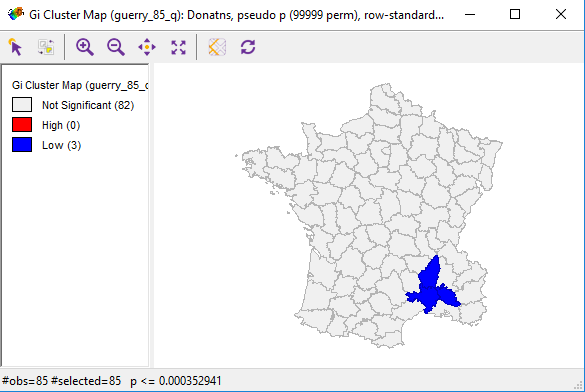 Gi Cluster Map (guerry_85_q): Donatns, pseudo p (99999 perm), row-standard...
Gi Cluster Map (guerry_85_
Not Significant (82)
High (0)
Low (3)
#obs=85 #selected=85 p <= 0.000352941